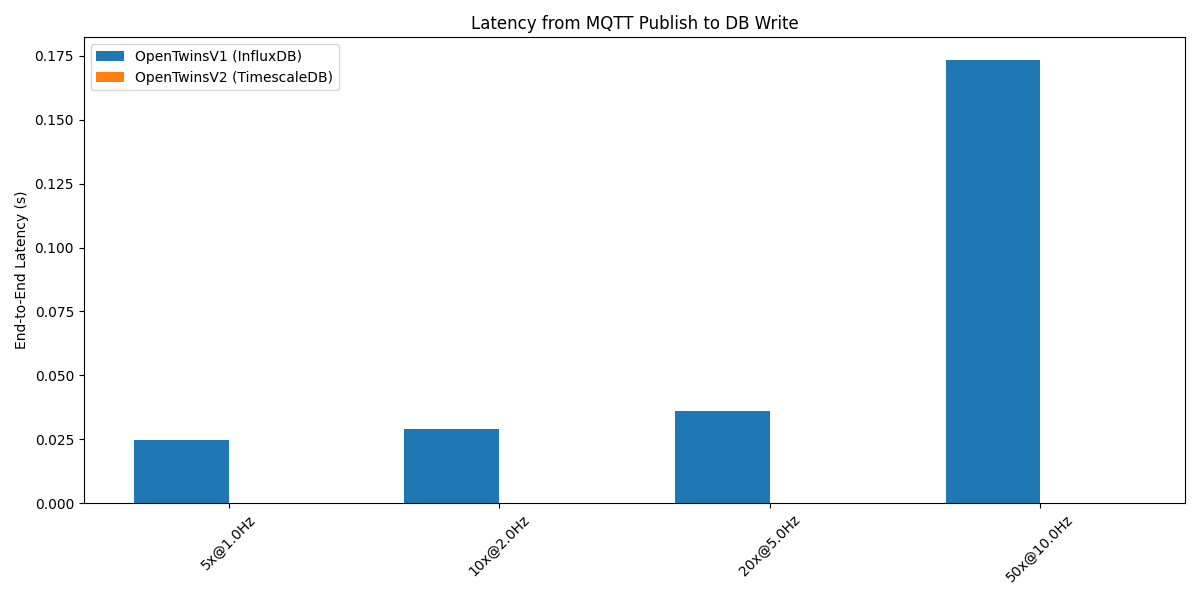 Latency from MQTT Publish to DB Write
OpenTwinsV1 (InfluxDB)
OpenTwinsV2 (TimescaleDB)
End-to-End Latency (s)
0.175
0.150
0.125
0.100
0.075
0.050
0.025
0.000
5x@1.0Hz
10x@2.0Hz
20x@5.0Hz
50x@10.0Hz